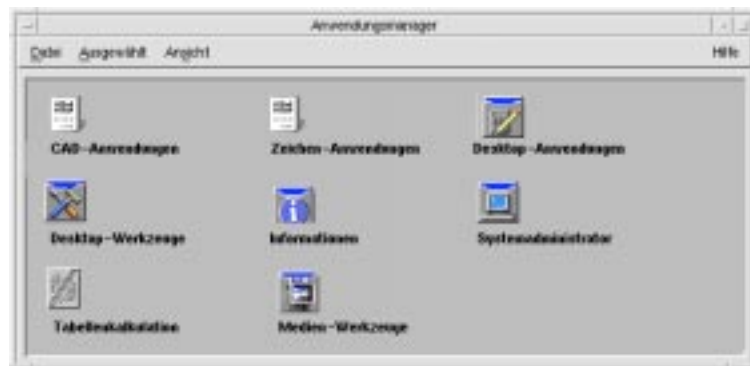 Anwendungsmanager
Datei Ausgewählt Ansicht Hilfe
CAD-Anwendungen Zeichen-Anwendungen Desktop-Anwendungen
Desktop-Werkzeuge Informationen Systemadministrator
Tabellenkalkulation Medien-Werkzeuge